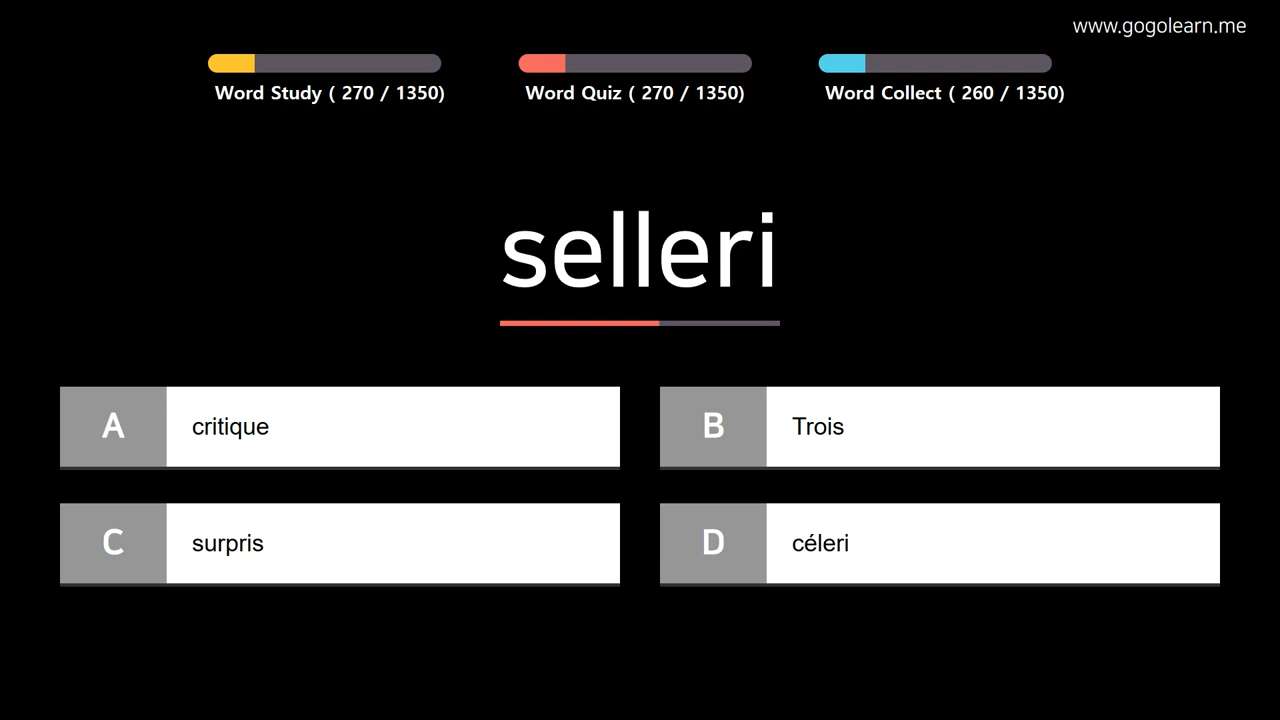 www.gogolearn.me
Word Study ( 270 / 1350)
Word Quiz ( 270 / 1350)
Word Collect ( 260 / 1350)
selleri
A critique
B Trois
C surpris
D céleri